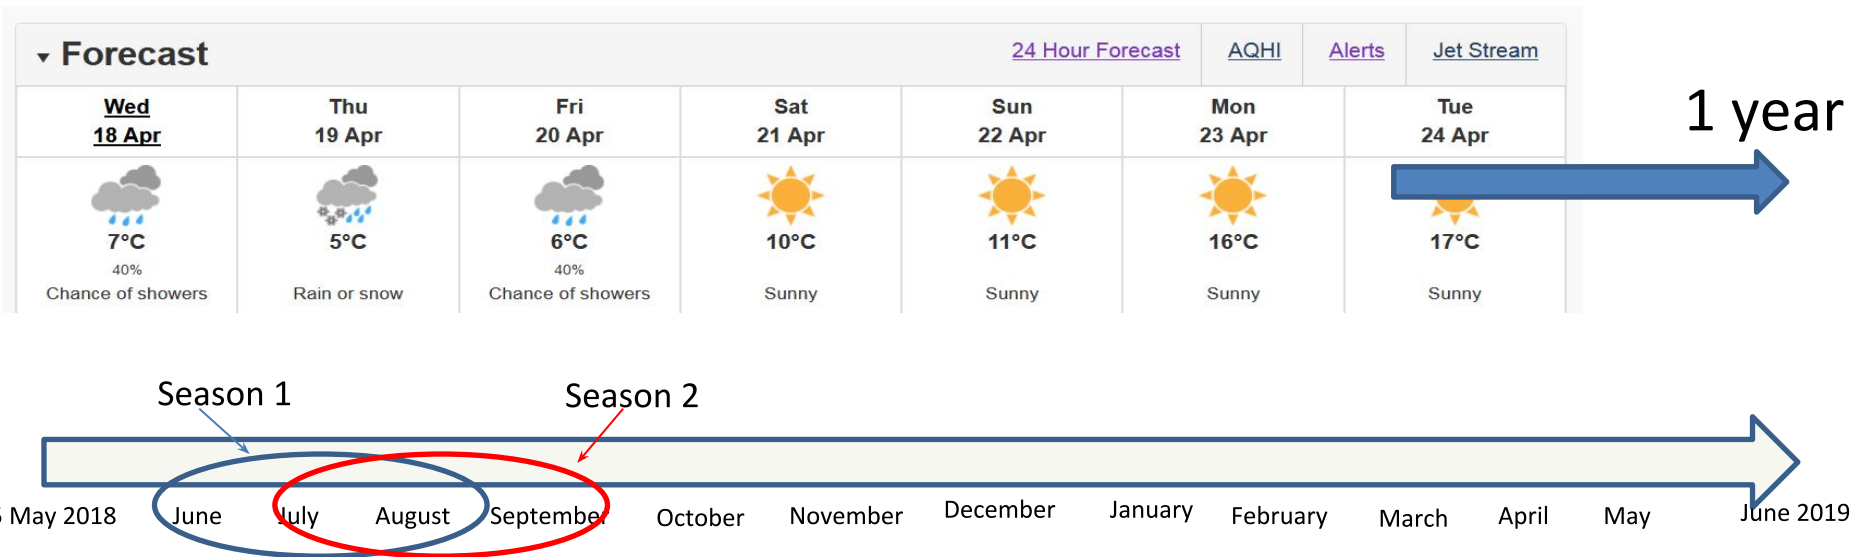 Forecast 24 Hour Forecast AQHI Alerts Jet Stream
Wed Thu Fri Sat Sun Mon Tue
18 Apr 19 Apr 20 Apr 21 Apr 22 Apr 23 Apr 24 Apr
1 year
7°C 5°C 6°C 10°C 11°C 16°C 17°C
40% 40%
Chance of showers Rain or snow Chance of showers Sunny Sunny Sunny Sunny
Season 1 Season 2
May 2018 June July August September October November December January February March April May June 2019